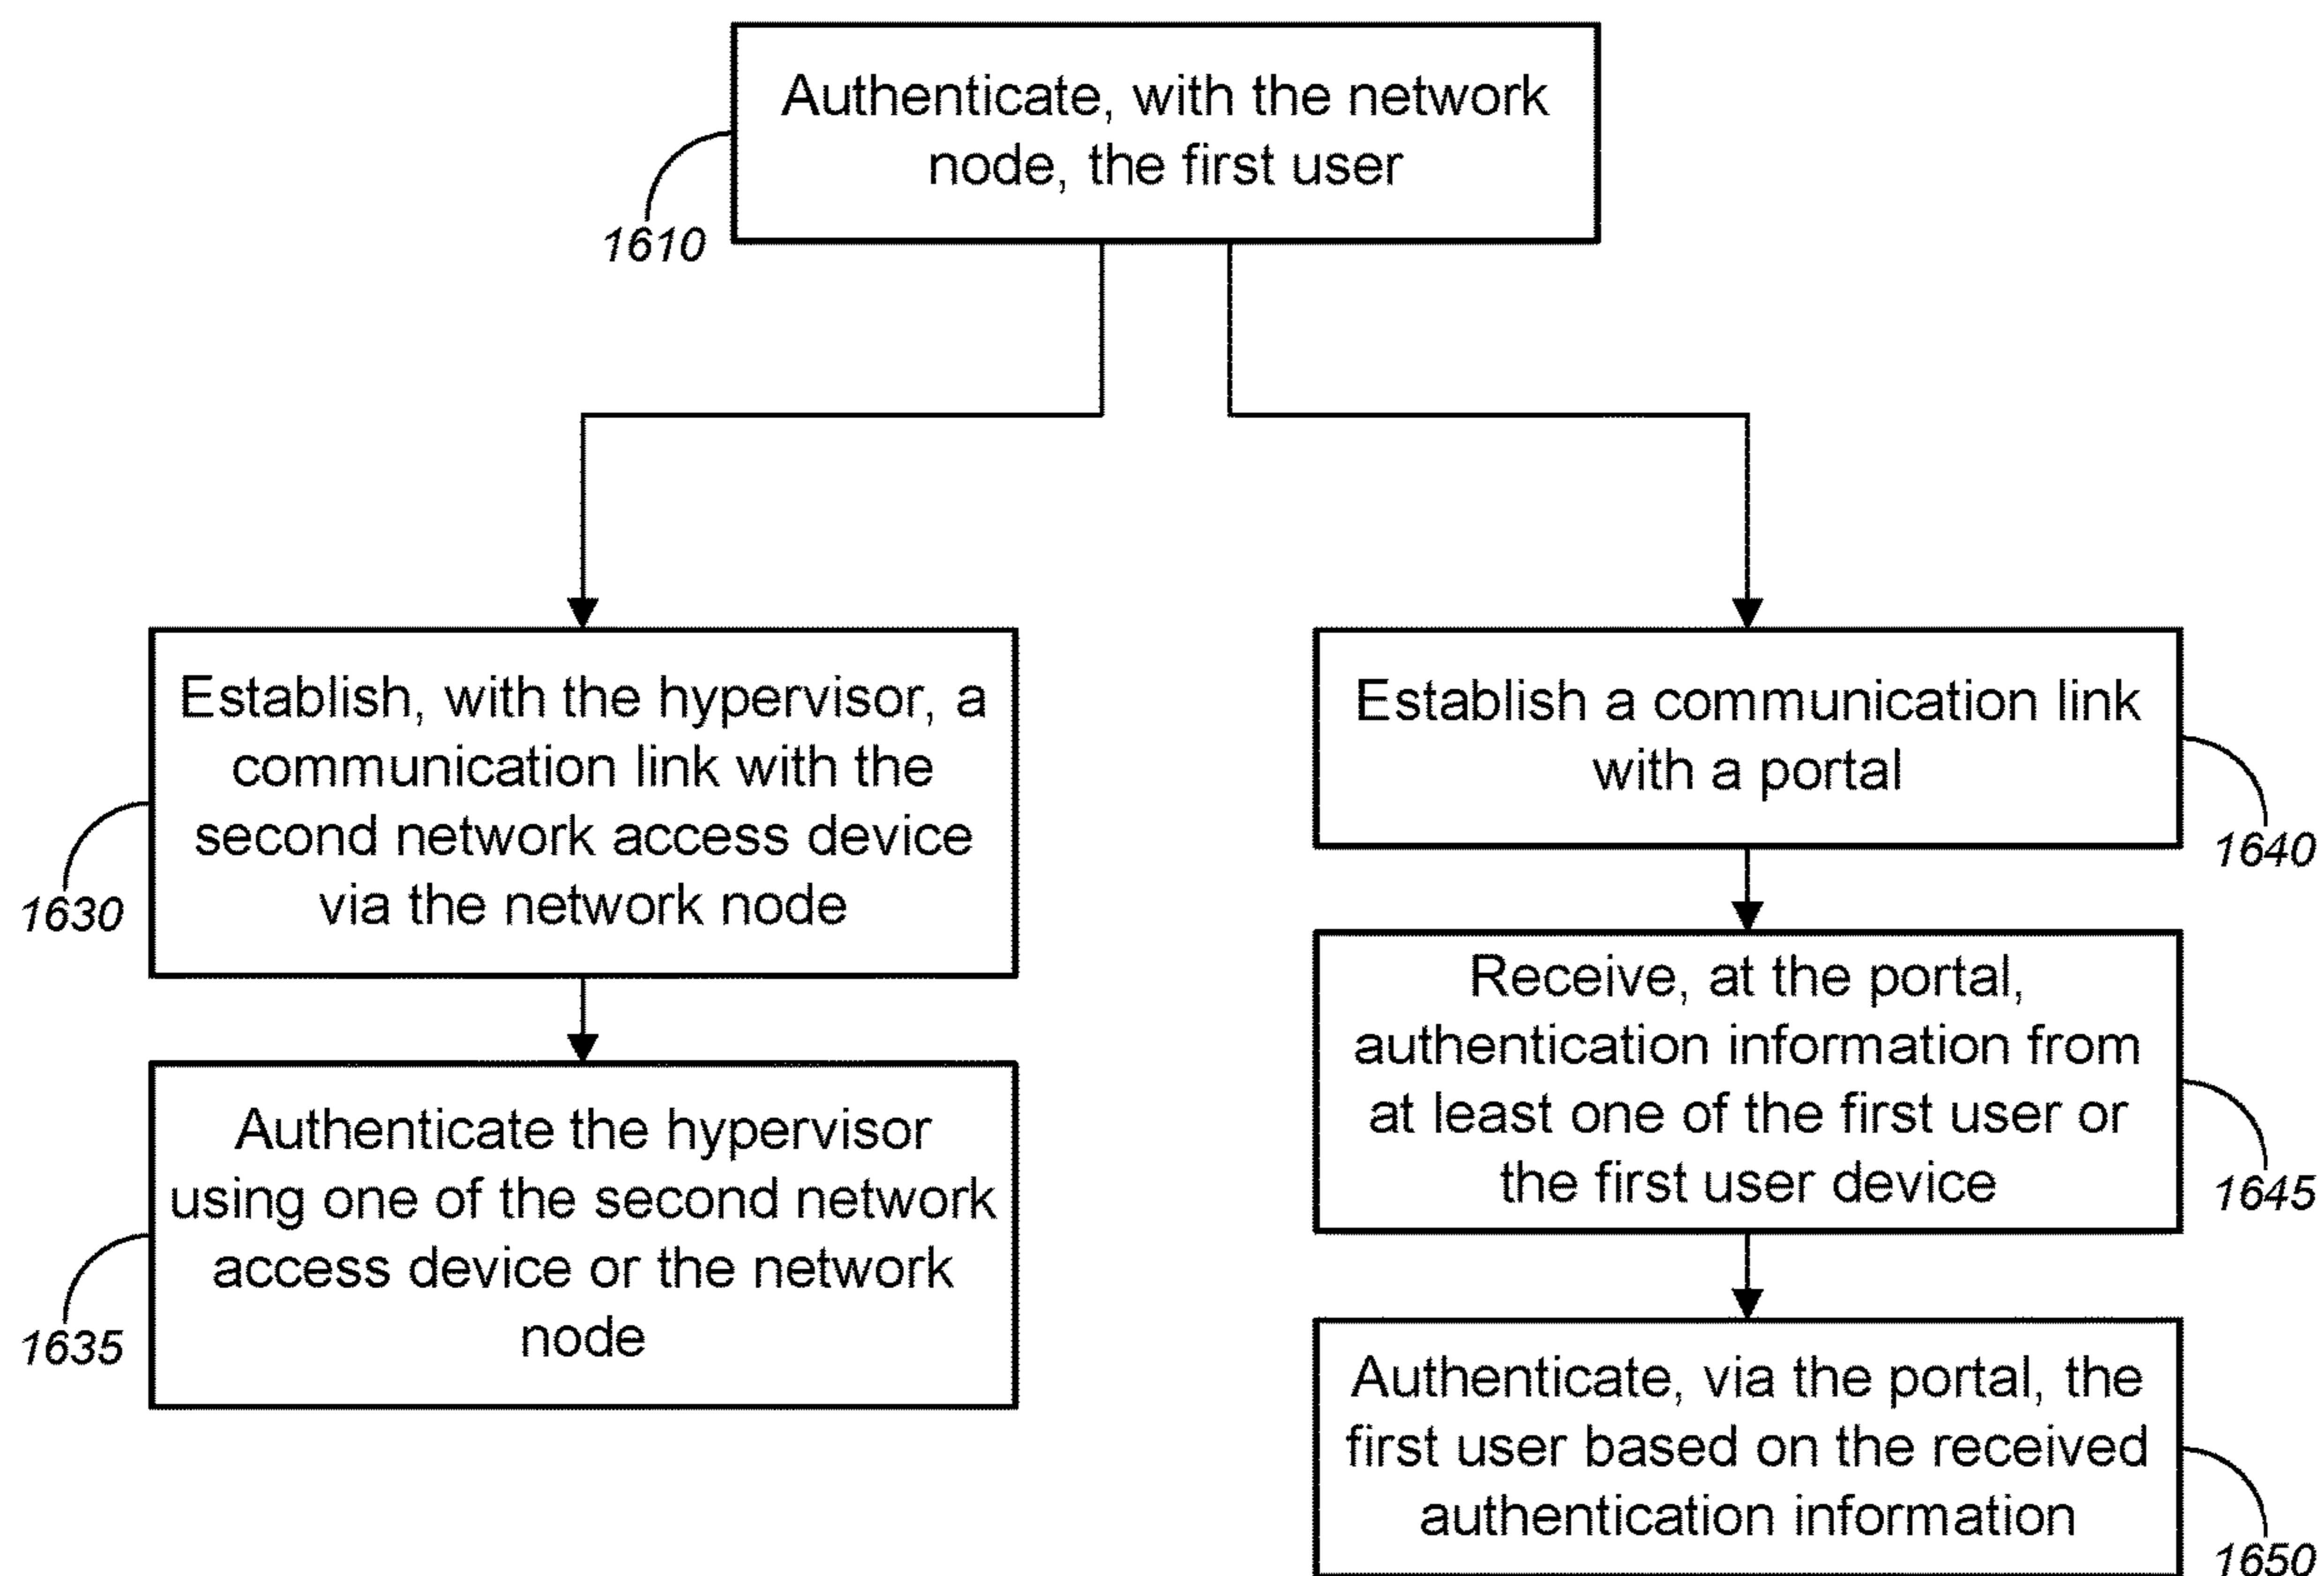 Authenticate, with the network
node, the first user
1610
Establish, with the hypervisor, a
communication link with the
second network access device
via the network node
1630
Authenticate the hypervisor
using one of the second network
access device or the network
node
1635
Establish a communication link
with a portal
1640
Receive, at the portal,
authentication information from
at least one of the first user or
the first user device
1645
Authenticate, via the portal, the
first user based on the received
authentication information
1650